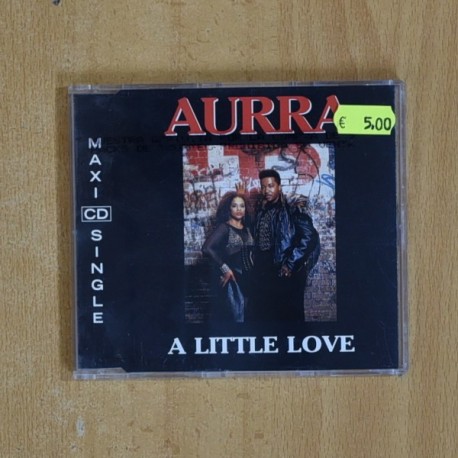 AURRA
€ 5,00
MAXI CD SINGLE
A LITTLE LOVE